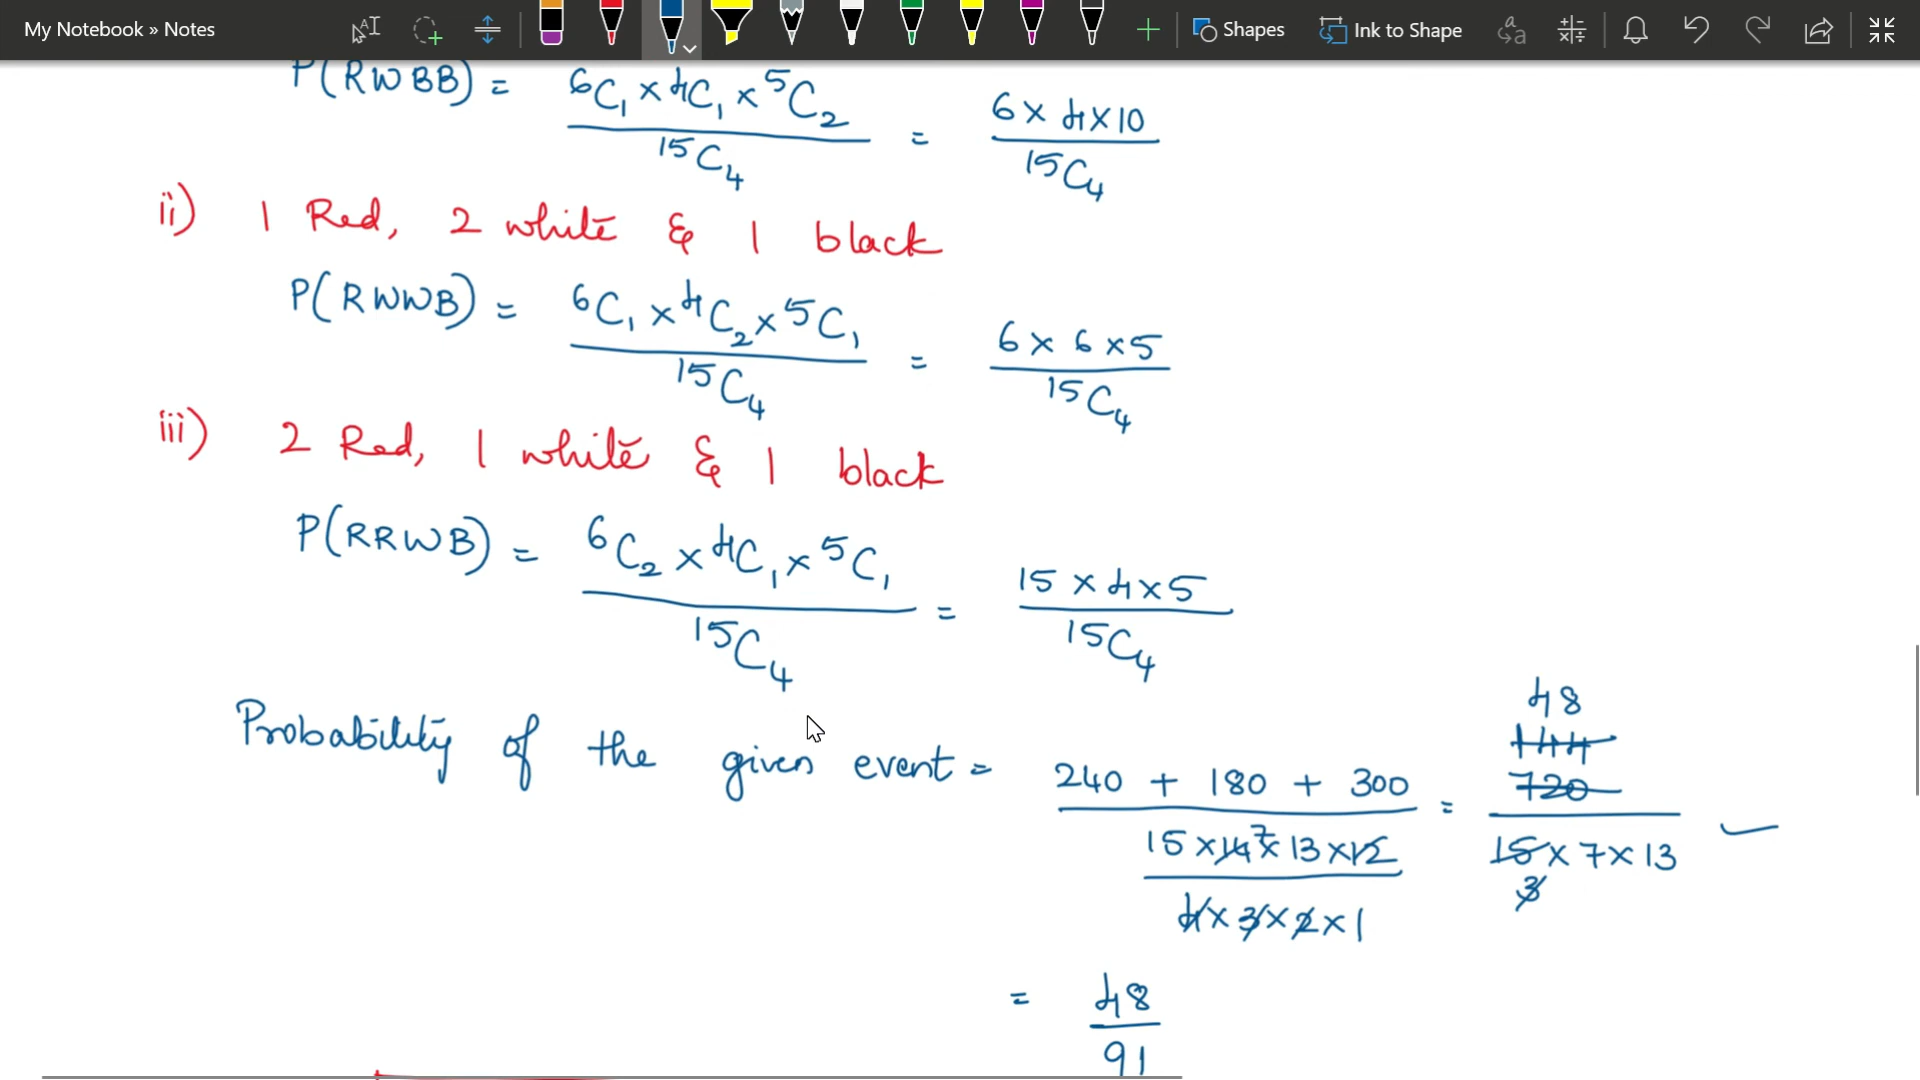 My Notebook » Notes
Shapes
Ink to Shape
P(RWBB) = 6C1 × 4C1 × 5C2 / 15C4 = 6 × 4 × 10 / 15C4
ii) 1 Red, 2 white & 1 black
P(RWWB) = 6C1 × 4C2 × 5C1 / 15C4 = 6 × 6 × 5 / 15C4
iii) 2 Red, 1 white & 1 black
P(RRWB) = 6C2 × 4C1 × 5C1 / 15C4 = 15 × 4 × 5 / 15C4
48
144
Probability of the given event = 240 + 180 + 300 = 720
15 × 14 7 × 13 × 12
15 × 7 × 13
3
4 × 3 × 2 × 1
= 48
91